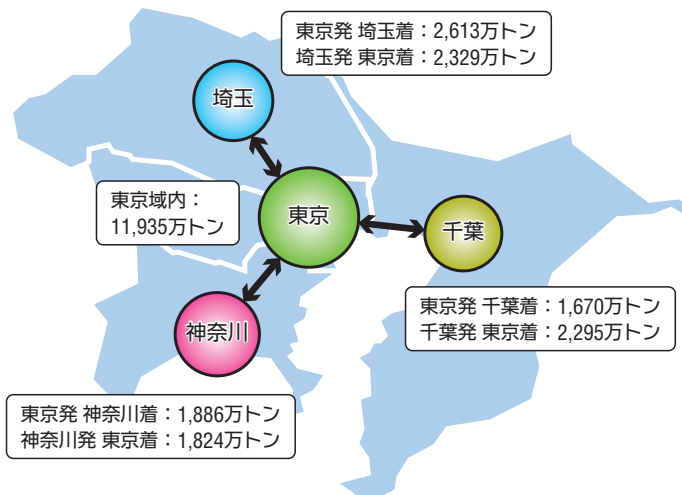 東京発 埼玉着：2,613万トン
埼玉発 東京着：2,329万トン
埼玉
東京域内：
11,935万トン
東京
千葉
東京発 千葉着：1,670万トン
千葉発 東京着：2,295万トン
神奈川
東京発 神奈川着：1,886万トン
神奈川発 東京着：1,824万トン